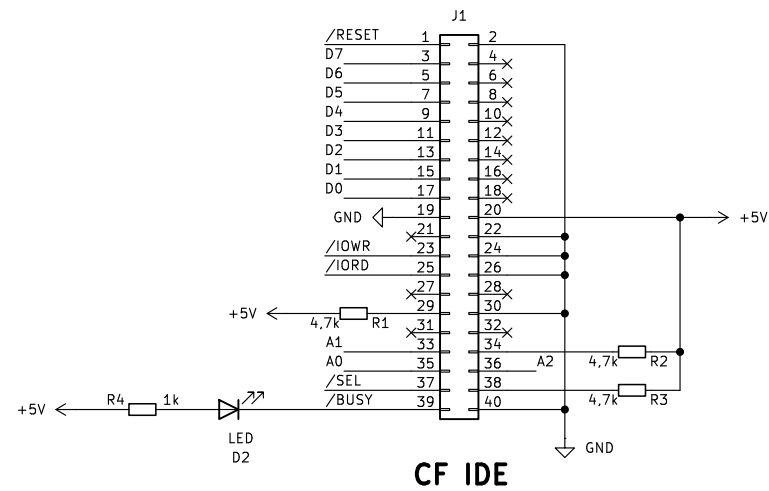 J1
/RESET 1 2
D7 3 4
D6 5 6
D5 7 8
D4 9 10
D3 11 12
D2 13 14
D1 15 16
D0 17 18
GND 19 20 +5V
21 22
/IOWR 23 24
/IORD 25 26
27 28
+5V 29 30
4,7k R1
31 32
A1 33 34
4,7k R2
A0 35 36 A2
/SEL 37 38
4,7k R3
+5V R4 1k /BUSY 39 40
LED
D2
GND
CF IDE